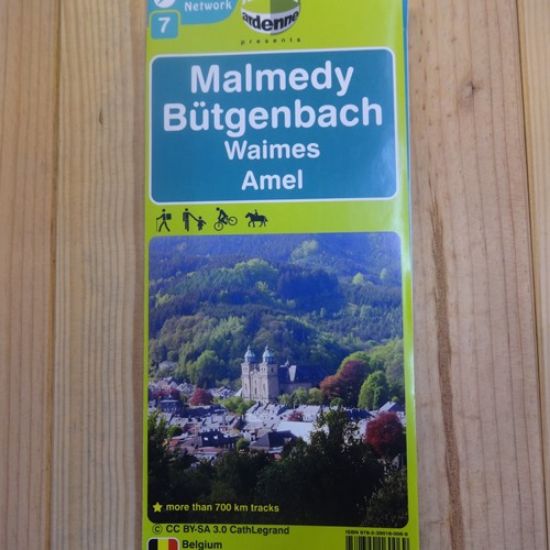 Network
7
ardenne
presents
Malmedy
Bütgenbach
Waimes
Amel
more than 700 km tracks
© CC BY-SA 3.0 CathLegrand
Belgium